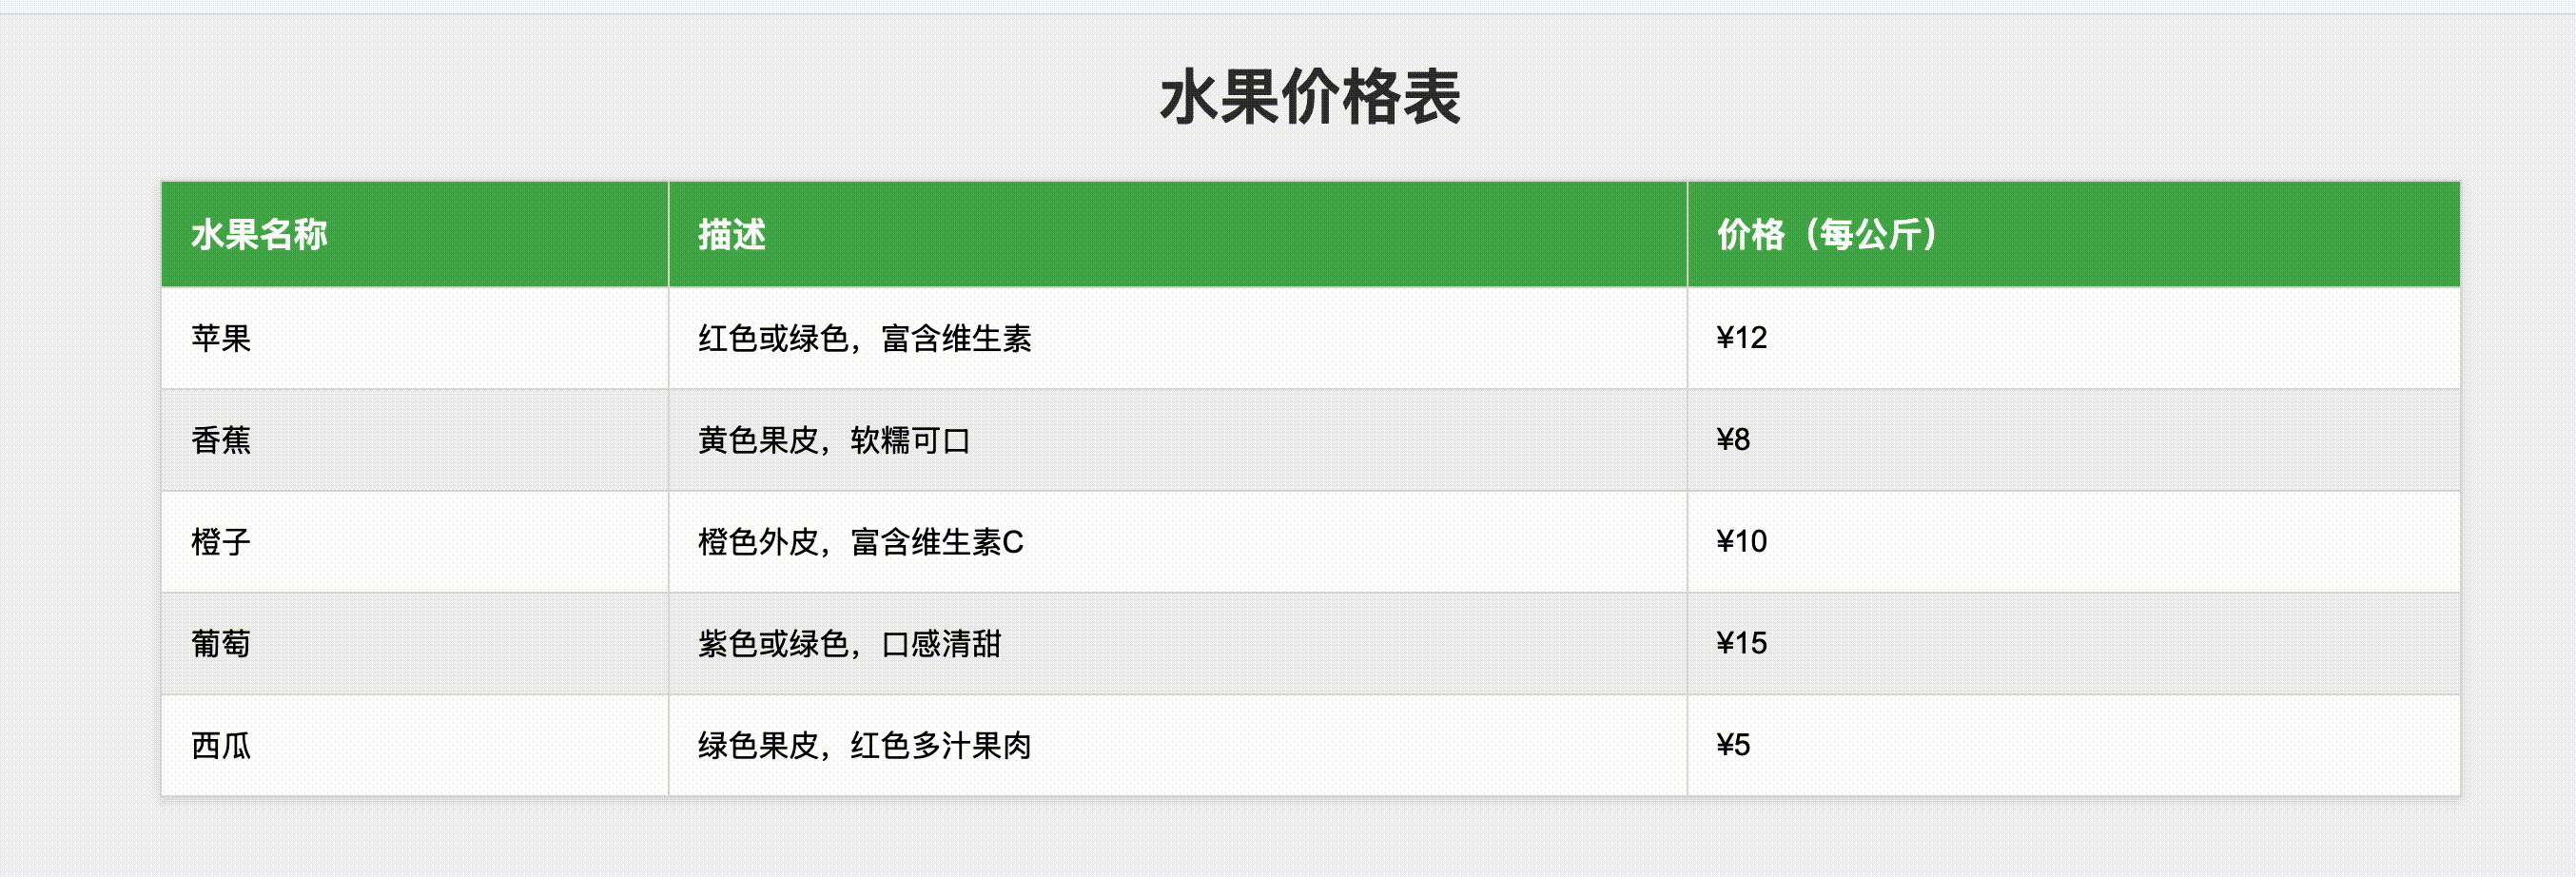 水果价格表
水果名称 描述 价格（每公斤）
苹果 红色或绿色，富含维生素 ¥12
香蕉 黄色果皮，软糯可口 ¥8
橙子 橙色外皮，富含维生素C ¥10
葡萄 紫色或绿色，口感清甜 ¥15
西瓜 绿色果皮，红色多汁果肉 ¥5